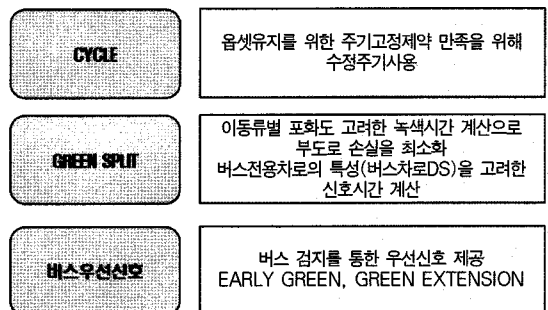 CYCLE
옵셋유지를 위한 주기고정제약 만족을 위해
수정주기사용
GREEN SPLIT
이동류별 포화도 고려한 녹색시간 계산으로
부도로 손실을 최소화
버스전용차로의 특성(버스차로DS)을 고려한
신호시간 계산
버스우선신호
버스 검지를 통한 우선신호 제공
EARLY GREEN, GREEN EXTENSION